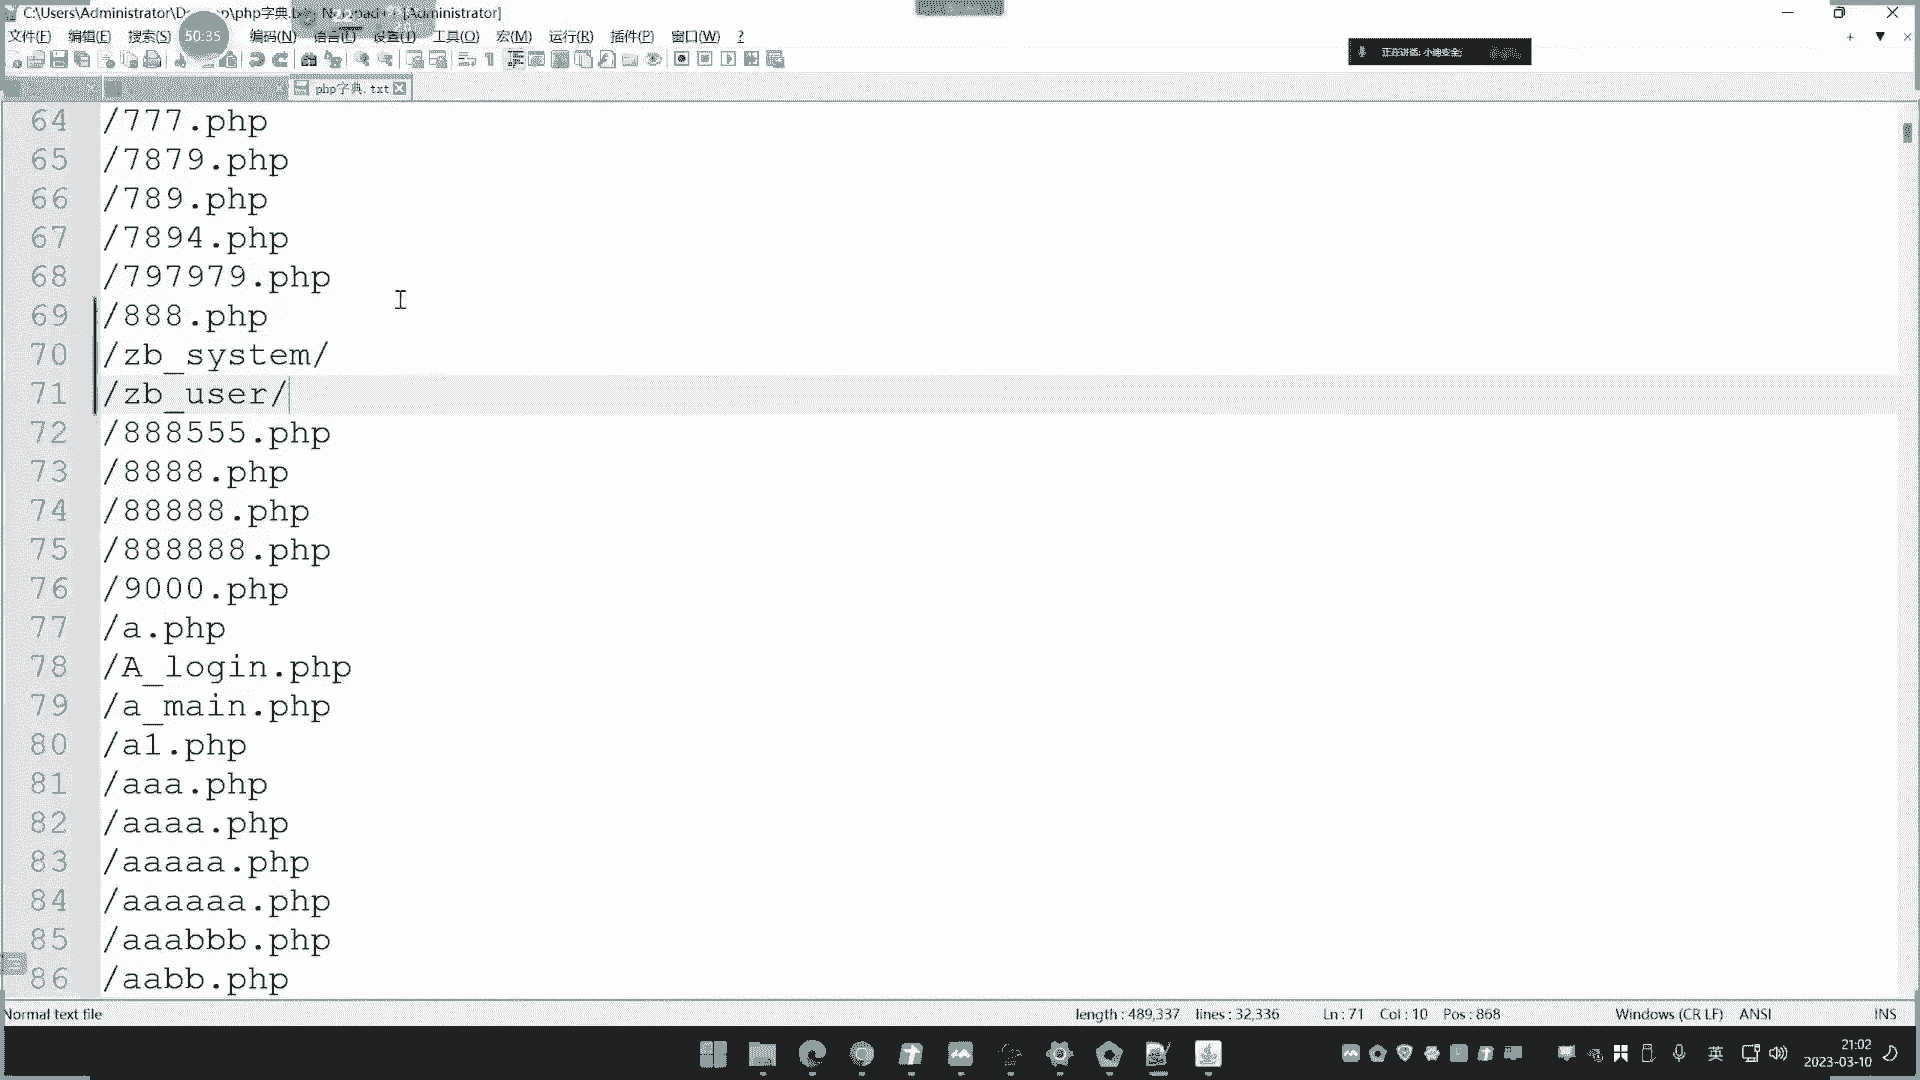 C:\Users\Administrator\De php字典.t Notepad++ [Administrator]
文件(F) 编辑(E) 搜索(S) 编码(N) 语言(L) 设置(T) 工具(O) 宏(M) 运行(R) 插件(P) 窗口(W) ?
50:35
正在讲话: 小迪安全;
php字典.txt
64 /777.php
65 /7879.php
66 /789.php
67 /7894.php
68 /797979.php
69 /888.php
70 /zb_system/
71 /zb_user/
72 /888555.php
73 /8888.php
74 /88888.php
75 /888888.php
76 /9000.php
77 /a.php
78 /A_login.php
79 /a_main.php
80 /a1.php
81 /aaa.php
82 /aaaa.php
83 /aaaaa.php
84 /aaaaaa.php
85 /aaabbb.php
86 /aabb.php
Normal text file length : 489,337 lines : 32,336 Ln : 71 Col : 10 Pos : 868 Windows (CR LF) ANSI INS
英
21:02
2023-03-10